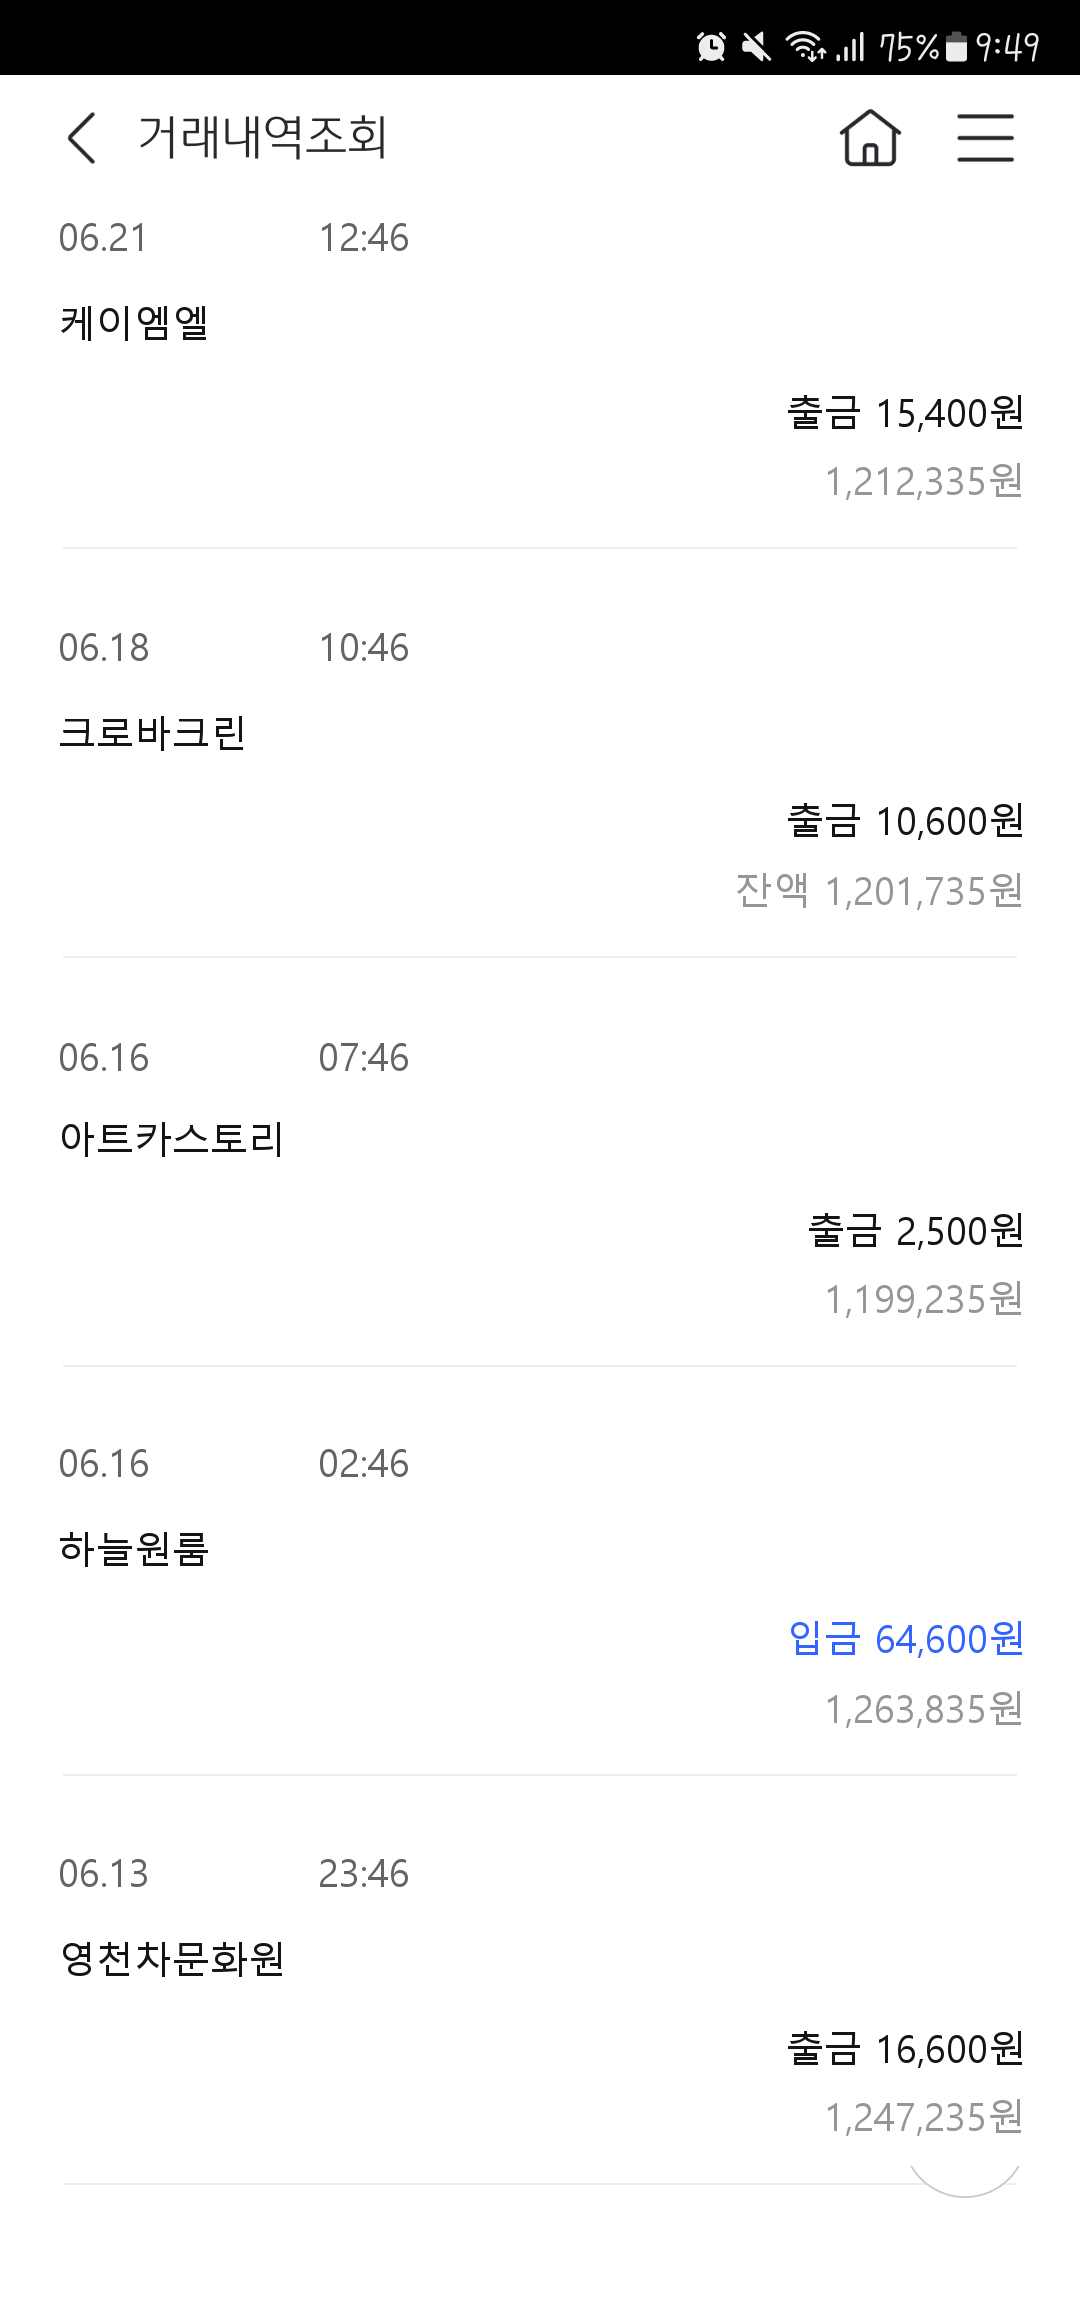 75% 9:49
거래내역조회
06.21 12:46
케이엠엘
출금 15,400원
1,212,335원
06.18 10:46
크로바크린
출금 10,600원
잔액 1,201,735원
06.16 07:46
아트카스토리
출금 2,500원
1,199,235원
06.16 02:46
하늘원룸
입금 64,600원
1,263,835원
06.13 23:46
영천차문화원
출금 16,600원
1,247,235원